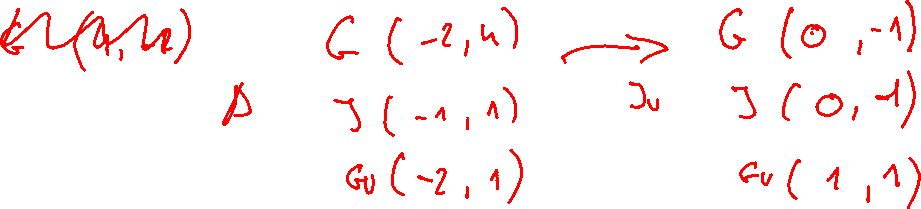 G (-2,4) → G (0,-1)
Δ J (-1,1) Ju J (0,-1)
Gu (-2,1) Gu (1,1)